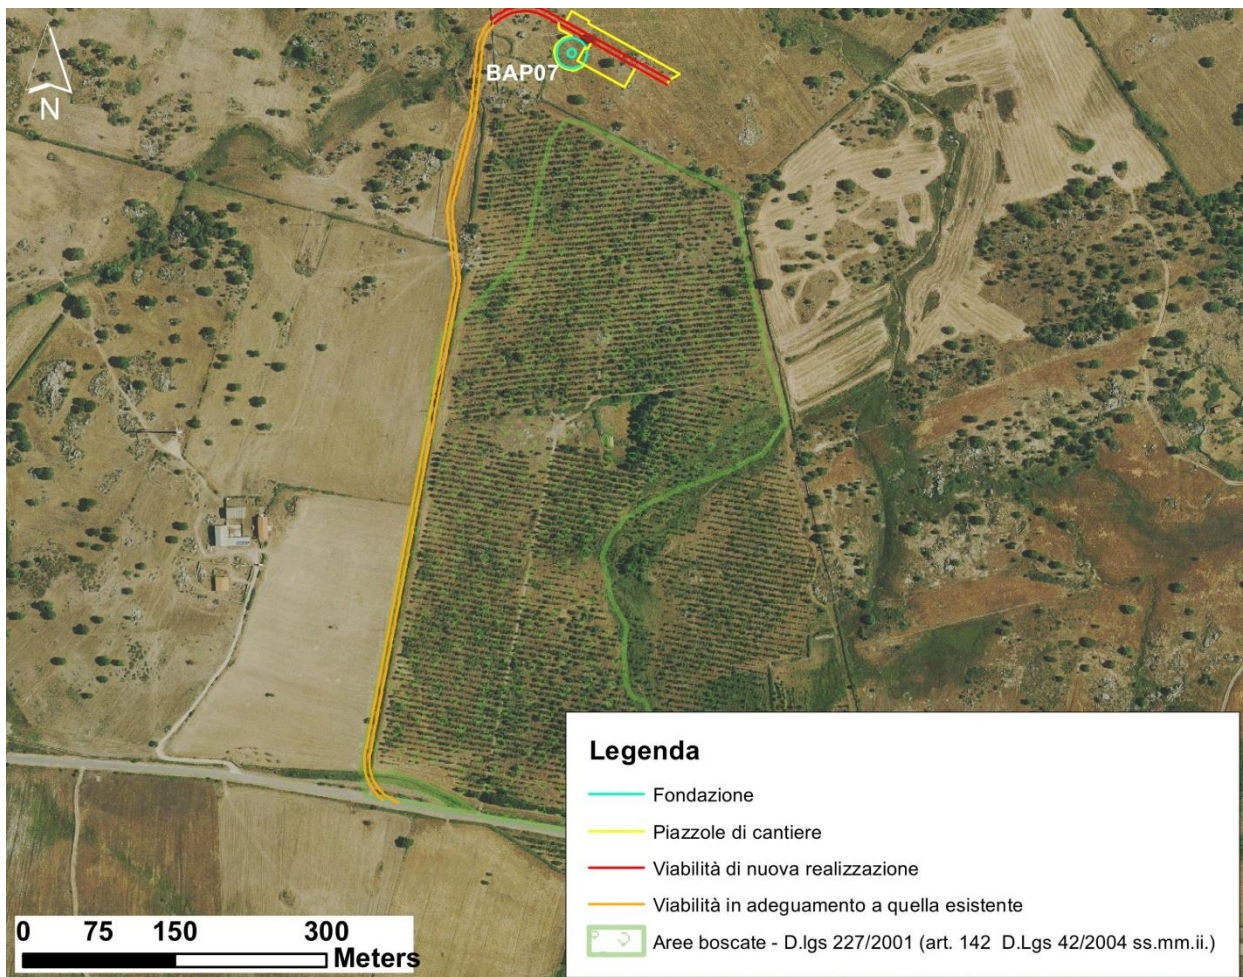 N
BAP07
Legenda
Fondazione
Piazzole di cantiere
Viabilità di nuova realizzazione
Viabilità in adeguamento a quella esistente
Aree boscate - D.lgs 227/2001 (art. 142 D.Lgs 42/2004 ss.mm.ii.)
0 75 150 300
Meters